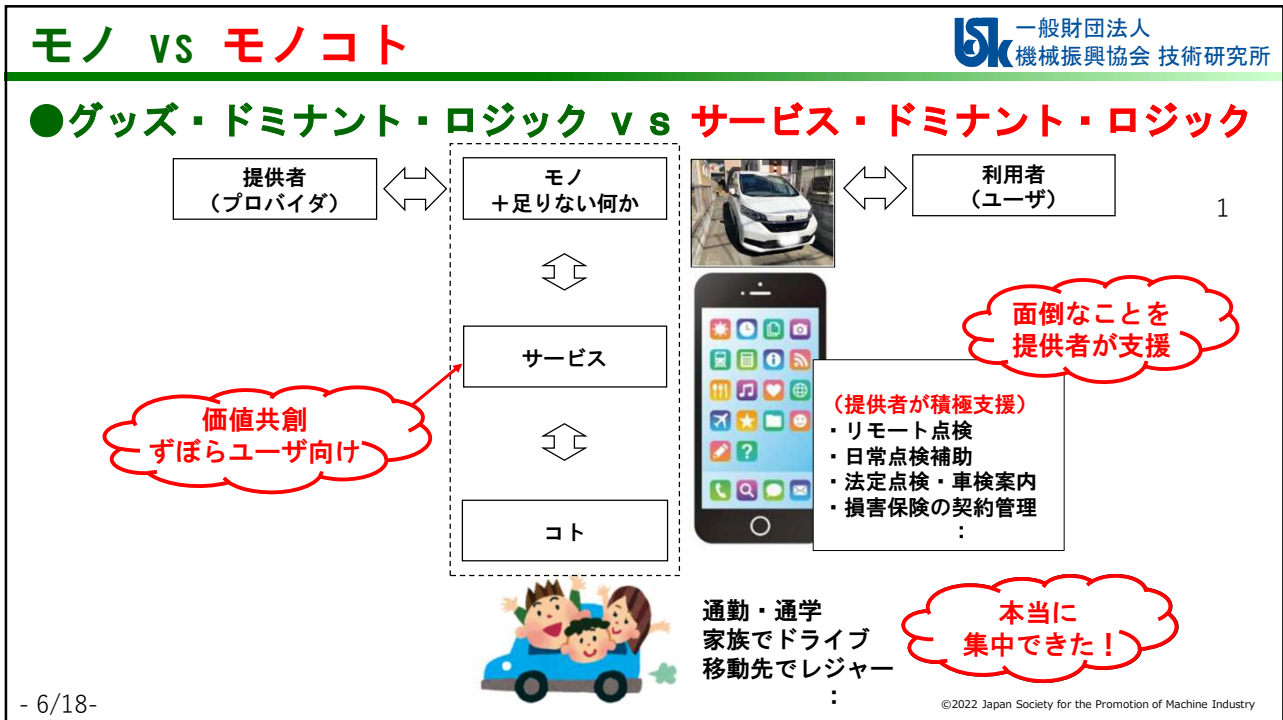 モノ vs モノコト
一般財団法人
機械振興協会 技術研究所
●グッズ・ドミナント・ロジック vs サービス・ドミナント・ロジック
提供者
(プロバイダ)
モノ
+足りない何か
利用者
(ユーザ)
1
面倒なことを
提供者が支援
サービス
価値共創
ずぼらユーザ向け
(提供者が積極支援)
・リモート点検
・日常点検補助
・法定点検・車検案内
・損害保険の契約管理
:
コト
通勤・通学
家族でドライブ
移動先でレジャー
:
本当に
集中できた!
- 6/18-
©2022 Japan Society for the Promotion of Machine Industry